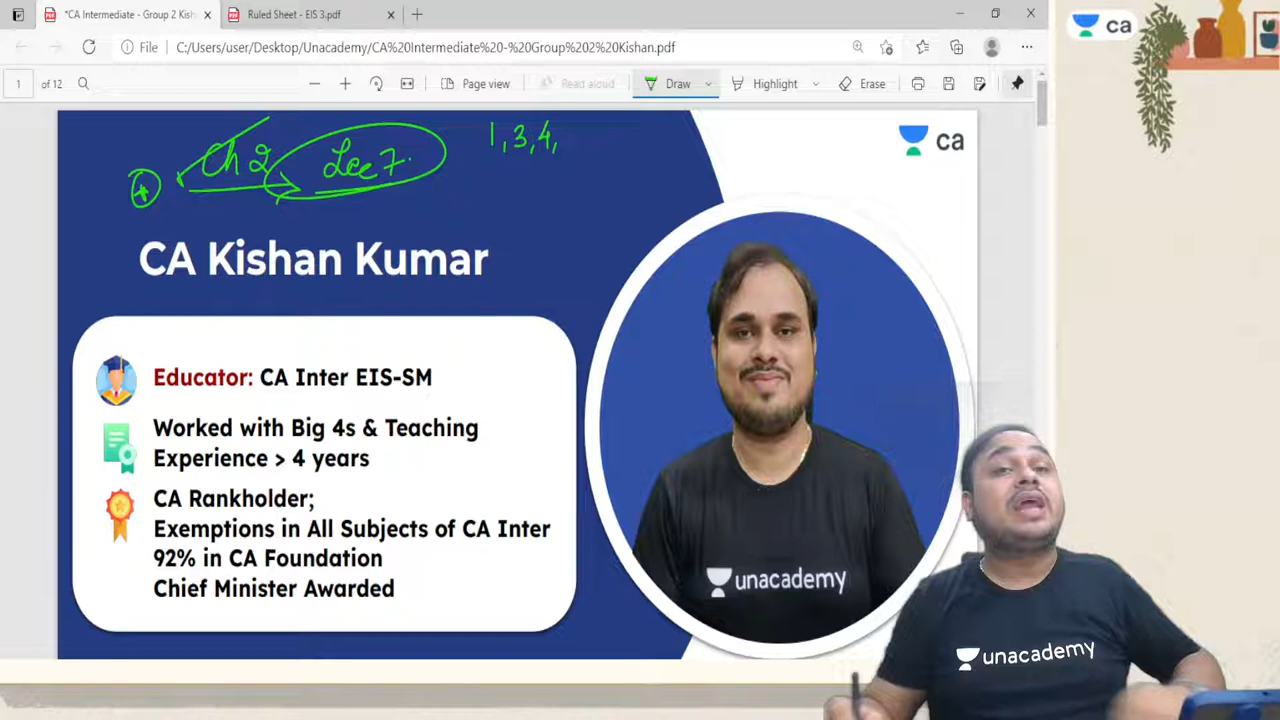 *CA Intermediate - Group 2 Kish
Ruled Sheet - EIS 3.pdf
File
C:/Users/user/Desktop/Unacademy/CA%20Intermediate%20-%20Group%202%20Kishan.pdf
1 of 12
Page view
Read aloud
Draw
Highlight
Erase
ca
Ch 2
Lec 7.
1, 3, 4,
ca
CA Kishan Kumar
Educator: CA Inter EIS-SM
Worked with Big 4s & Teaching
Experience > 4 years
CA Rankholder;
Exemptions in All Subjects of CA Inter
92% in CA Foundation
Chief Minister Awarded
unacademy
unacademy